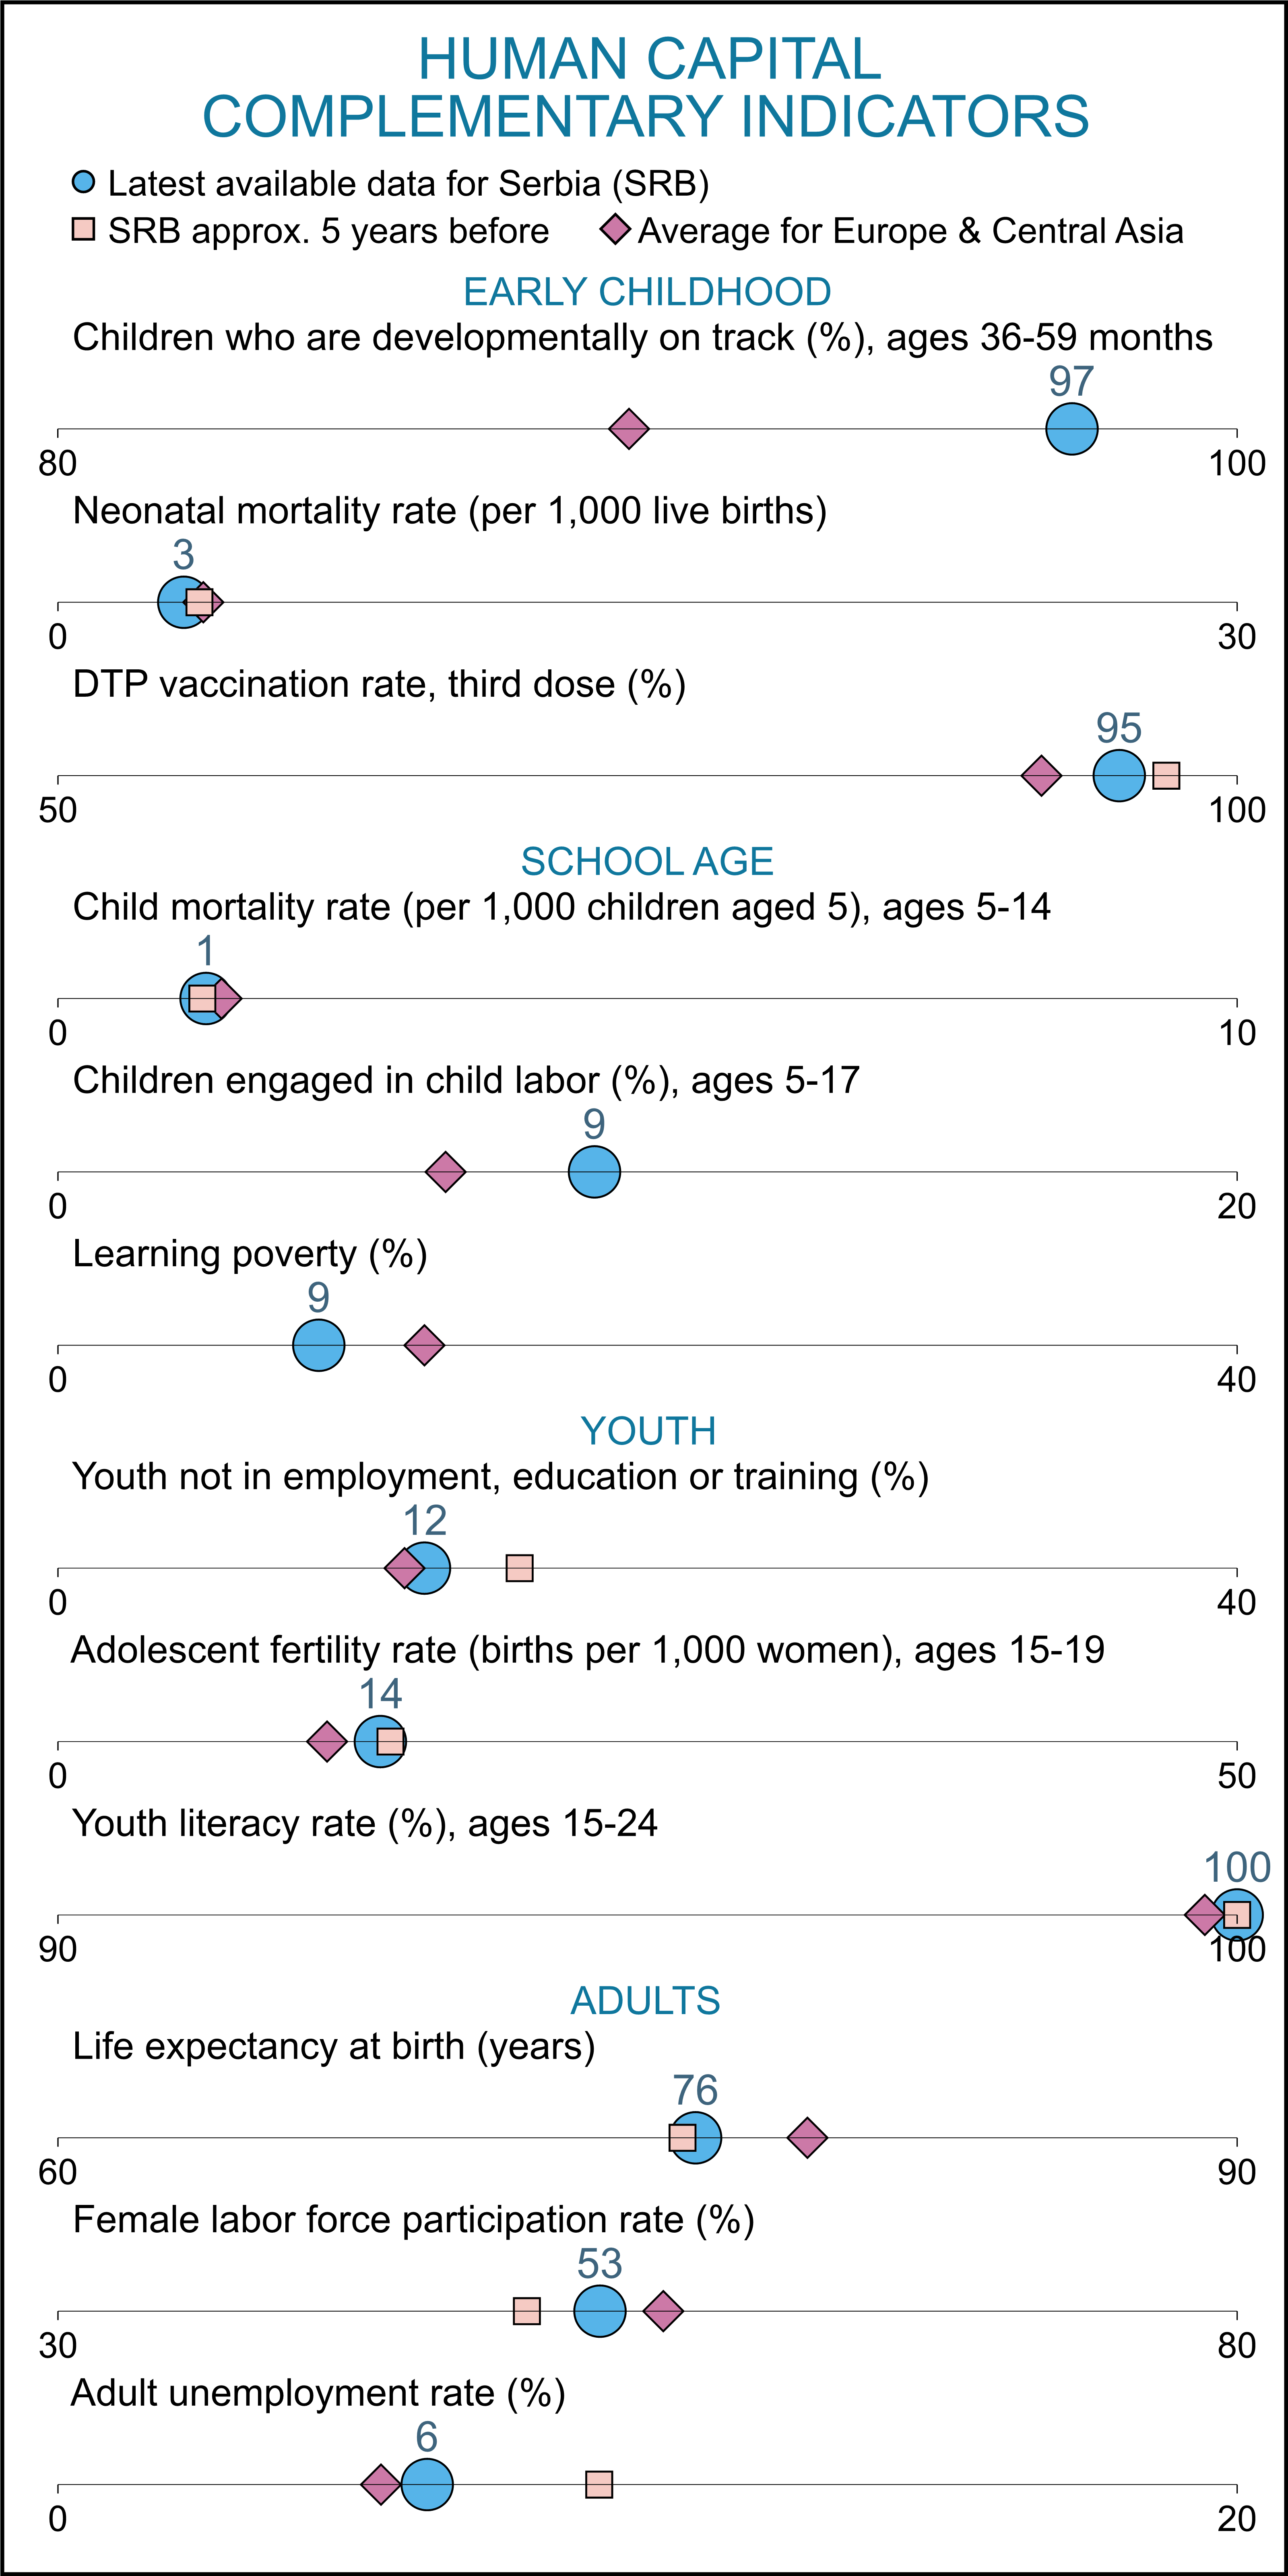 HUMAN CAPITAL
COMPLEMENTARY INDICATORS
Latest available data for Serbia (SRB)
SRB approx. 5 years before Average for Europe & Central Asia
EARLY CHILDHOOD
Children who are developmentally on track (%), ages 36-59 months
97
80 100
Neonatal mortality rate (per 1,000 live births)
3
0 30
DTP vaccination rate, third dose (%)
95
50 100
SCHOOL AGE
Child mortality rate (per 1,000 children aged 5), ages 5-14
1
0 10
Children engaged in child labor (%), ages 5-17
9
0 20
Learning poverty (%)
9
0 40
YOUTH
Youth not in employment, education or training (%)
12
0 40
Adolescent fertility rate (births per 1,000 women), ages 15-19
14
0 50
Youth literacy rate (%), ages 15-24
100
90 100
ADULTS
Life expectancy at birth (years)
76
60 90
Female labor force participation rate (%)
53
30 80
Adult unemployment rate (%)
6
0 20